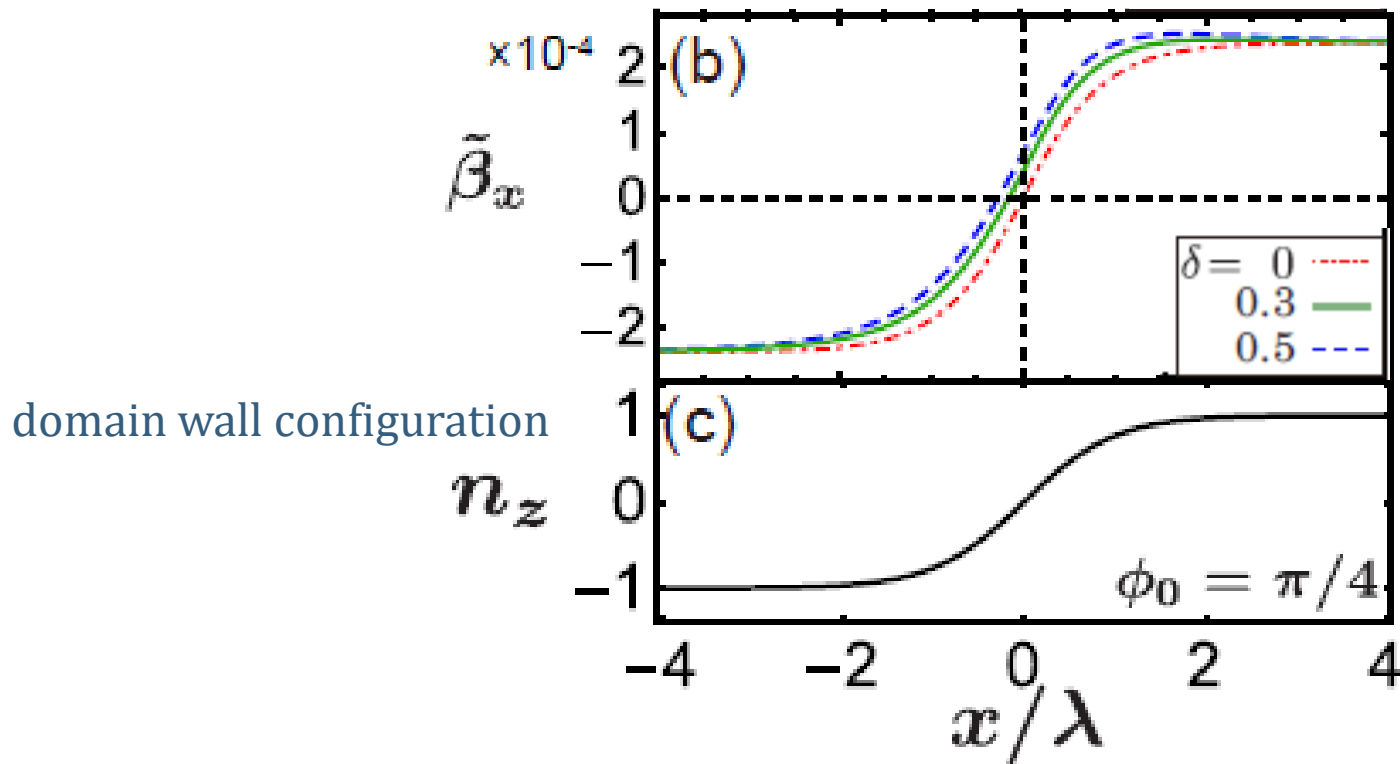 ×10⁻⁴
(b)
2
1
0
−1
−2
β̃ₓ
δ = 0
0.3
0.5
domain wall configuration
(c)
1
0
−1
n_z
ϕ₀ = π/4
−4 −2 0 2 4
x/λ